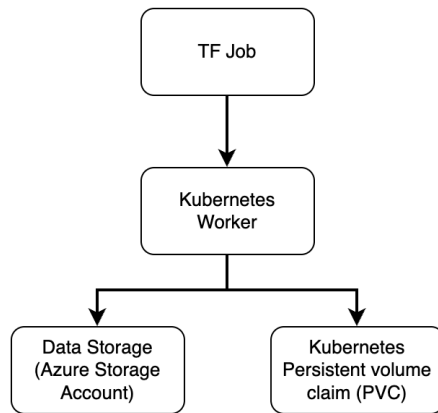 TF Job
Kubernetes
Worker
Data Storage
(Azure Storage
Account)
Kubernetes
Persistent volume
claim (PVC)